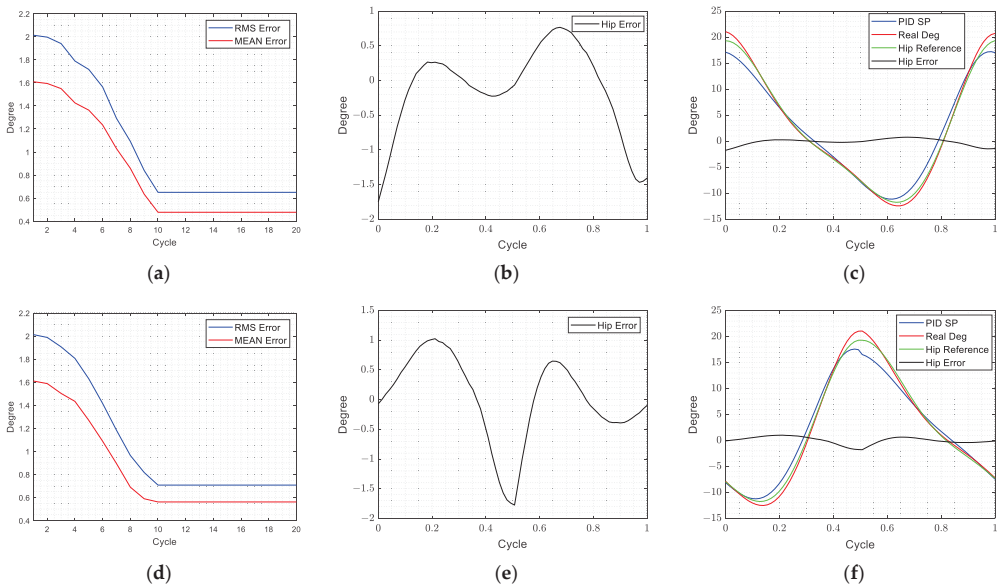 2.2
2
1.8
1.6
1.4
1.2
1
0.8
0.6
0.4
Degree
RMS Error
MEAN Error
2 4 6 8 10 12 14 16 18 20
Cycle
(a)
1
0.5
0
−0.5
−1
−1.5
−2
Degree
Hip Error
0 0.2 0.4 0.6 0.8 1
Cycle
(b)
25
20
15
10
5
0
−5
−10
−15
Degree
PID SP
Real Deg
Hip Reference
Hip Error
0 0.2 0.4 0.6 0.8 1
Cycle
(c)
2.2
2
1.8
1.6
1.4
1.2
1
0.8
0.6
0.4
Degree
RMS Error
MEAN Error
2 4 6 8 10 12 14 16 18 20
Cycle
(d)
1.5
1
0.5
0
−0.5
−1
−1.5
−2
Degree
Hip Error
0 0.2 0.4 0.6 0.8 1
Cycle
(e)
25
20
15
10
5
0
−5
−10
−15
Degree
PID SP
Real Deg
Hip Reference
Hip Error
0 0.2 0.4 0.6 0.8 1
Cycle
(f)